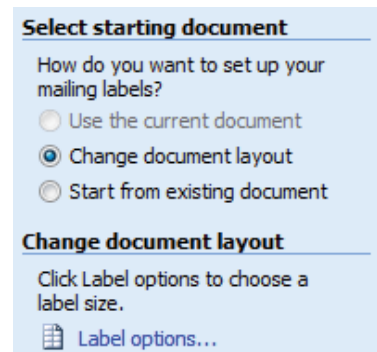 Select starting document
How do you want to set up your
mailing labels?
Use the current document
Change document layout
Start from existing document
Change document layout
Click Label options to choose a
label size.
Label options...